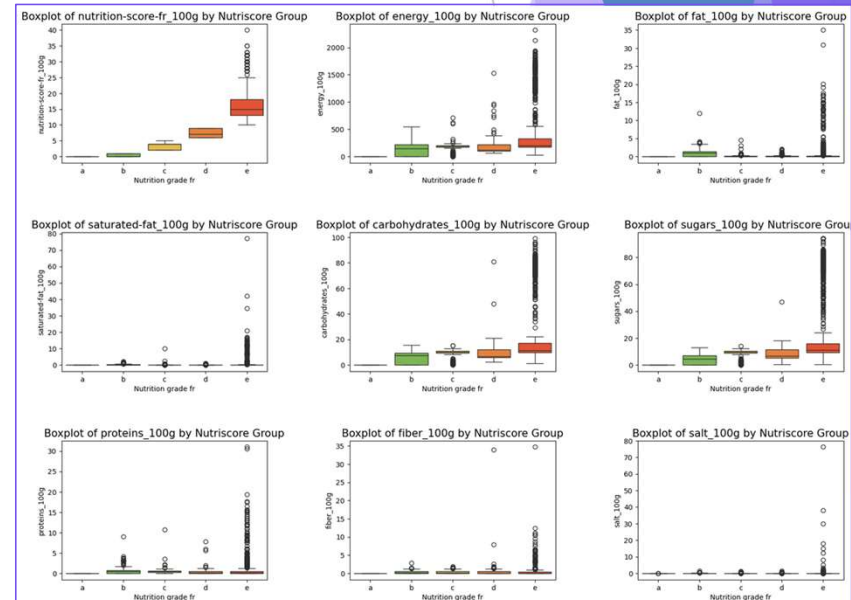 Boxplot of nutrition-score-fr_100g by Nutriscore Group
nutrition-score-fr_100g
40
35
30
25
20
15
10
5
0
a b c d e
Nutrition grade fr
Boxplot of energy_100g by Nutriscore Group
energy_100g
2000
1500
1000
500
0
a b c d e
Nutrition grade fr
Boxplot of fat_100g by Nutriscore Group
fat_100g
35
30
25
20
15
10
5
0
a b c d e
Nutrition grade fr
Boxplot of saturated-fat_100g by Nutriscore Group
saturated-fat_100g
80
70
60
50
40
30
20
10
0
a b c d e
Nutrition grade fr
Boxplot of carbohydrates_100g by Nutriscore Group
carbohydrates_100g
100
80
60
40
20
0
a b c d e
Nutrition grade fr
Boxplot of sugars_100g by Nutriscore Group
sugars_100g
80
60
40
20
0
a b c d e
Nutrition grade fr
Boxplot of proteins_100g by Nutriscore Group
proteins_100g
30
25
20
15
10
5
0
a b c d e
Nutrition grade fr
Boxplot of fiber_100g by Nutriscore Group
fiber_100g
35
30
25
20
15
10
5
0
a b c d e
Nutrition grade fr
Boxplot of salt_100g by Nutriscore Group
salt_100g
80
70
60
50
40
30
20
10
0
a b c d e
Nutrition grade fr